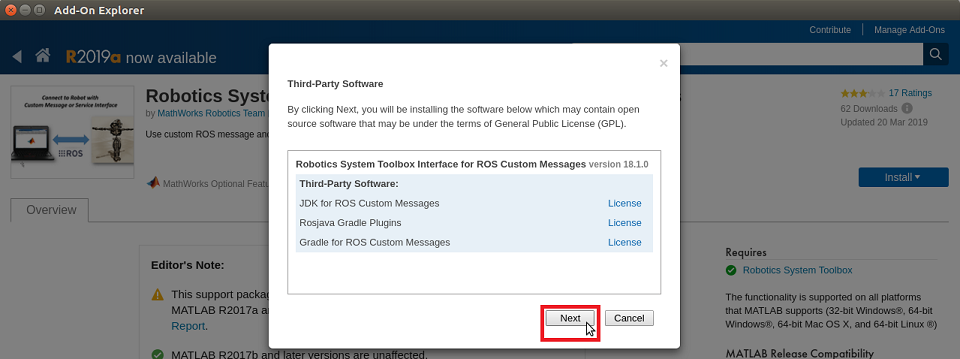 Add-On Explorer
Contribute
Manage Add-Ons
R2019a now available
Third-Party Software
By clicking Next, you will be installing the software below which may contain open
source software that may be under the terms of General Public License (GPL).
Robotics System Toolbox Interface for ROS Custom Messages version 18.1.0
Third-Party Software:
JDK for ROS Custom Messages License
Rosjava Gradle Plugins License
Gradle for ROS Custom Messages License
Next
Cancel
Connect to Robot with
Custom Message or Service Interface
ROS
Robotics Syst
by MathWorks Robotics Team
Use custom ROS message and
MathWorks Optional Featu
17 Ratings
62 Downloads
Updated 20 Mar 2019
Install
Overview
Editor's Note:
This support packag
MATLAB R2017a a
Report.
MATLAB R2017b and later versions are unaffected.
Requires
Robotics System Toolbox
The functionality is supported on all platforms
that MATLAB supports (32-bit Windows®, 64-bit
Windows®, 64-bit Mac OS X, and 64-bit Linux ®)
MATLAB Release Compatibility